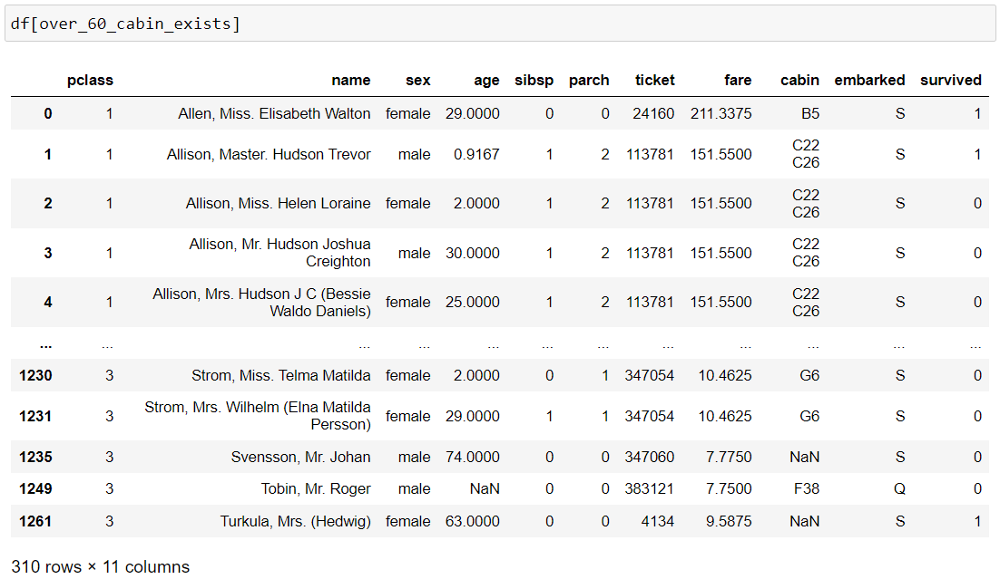 df[over_60_cabin_exists]
pclass name sex age sibsp parch ticket fare cabin embarked survived
0 1 Allen, Miss. Elisabeth Walton female 29.0000 0 0 24160 211.3375 B5 S 1
1 1 Allison, Master. Hudson Trevor male 0.9167 1 2 113781 151.5500 C22 C26 S 1
2 1 Allison, Miss. Helen Loraine female 2.0000 1 2 113781 151.5500 C22 C26 S 0
3 1 Allison, Mr. Hudson Joshua Creighton male 30.0000 1 2 113781 151.5500 C22 C26 S 0
4 1 Allison, Mrs. Hudson J C (Bessie Waldo Daniels) female 25.0000 1 2 113781 151.5500 C22 C26 S 0
... ... ... ... ... ... ... ... ... ... ... ...
1230 3 Strom, Miss. Telma Matilda female 2.0000 0 1 347054 10.4625 G6 S 0
1231 3 Strom, Mrs. Wilhelm (Elna Matilda Persson) female 29.0000 1 1 347054 10.4625 G6 S 0
1235 3 Svensson, Mr. Johan male 74.0000 0 0 347060 7.7750 NaN S 0
1249 3 Tobin, Mr. Roger male NaN 0 0 383121 7.7500 F38 Q 0
1261 3 Turkula, Mrs. (Hedwig) female 63.0000 0 0 4134 9.5875 NaN S 1
310 rows × 11 columns